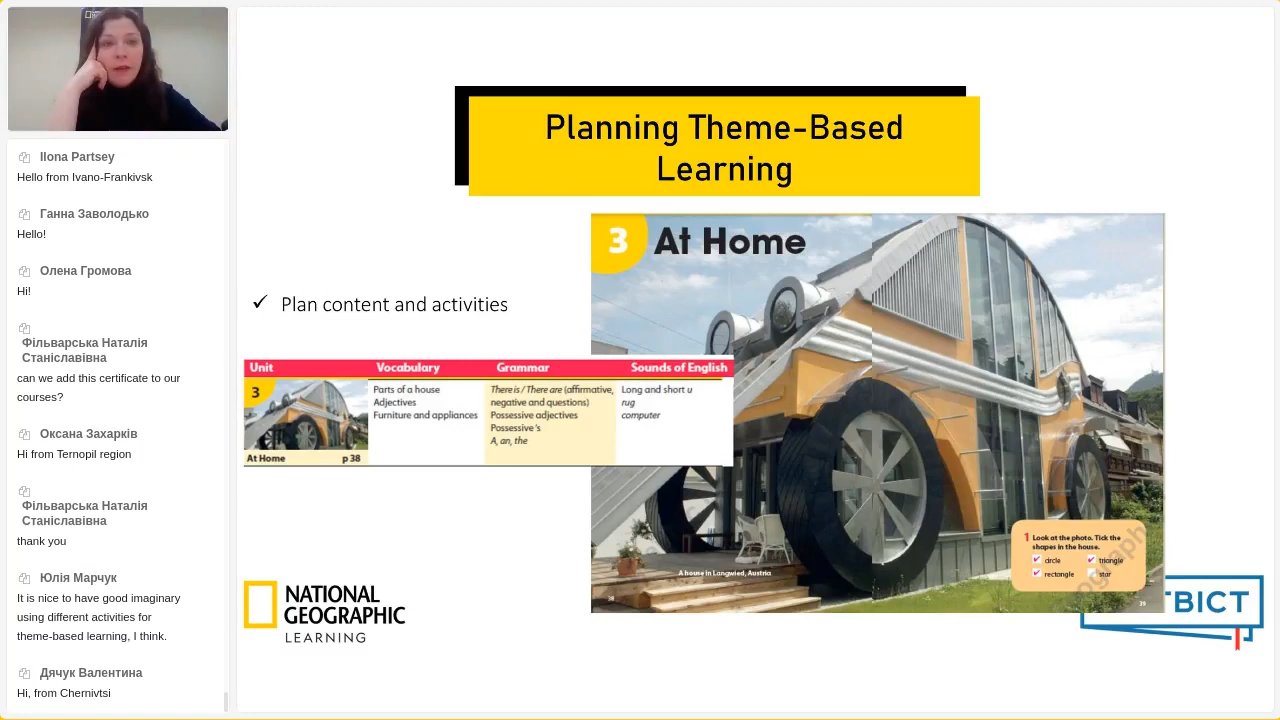 Ilona Partsey
Hello from Ivano-Frankivsk
Ганна Заволодько
Hello!
Олена Громова
Hi!
Фільварська Наталія
Станіславівна
can we add this certificate to our
courses?
Оксана Захарків
Hi from Ternopil region
Фільварська Наталія
Станіславівна
thank you
Юлія Марчук
It is nice to have good imaginary
using different activities for
theme-based learning, I think.
Дячук Валентина
Hi, from Chernivtsi
Planning Theme-Based
Learning
✓ Plan content and activities
3 At Home
Unit Vocabulary Grammar Sounds of English
3
At Home p 38
Parts of a house
Adjectives
Furniture and appliances
There is / There are (affirmative,
negative and questions)
Possessive adjectives
Possessive 's
A, an, the
Long and short u
rug
computer
1 Look at the photo. Tick the
shapes in the house.
circle triangle
rectangle star
A house in Langwied, Austria
38
39
NATIONAL
GEOGRAPHIC
LEARNING
BICT